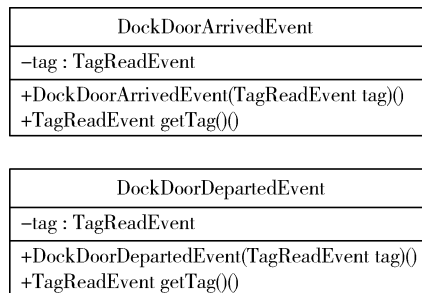 DockDoorArrivedEvent
–tag : TagReadEvent
+DockDoorArrivedEvent(TagReadEvent tag)()
+TagReadEvent getTag()()
DockDoorDepartedEvent
–tag : TagReadEvent
+DockDoorDepartedEvent(TagReadEvent tag)()
+TagReadEvent getTag()()